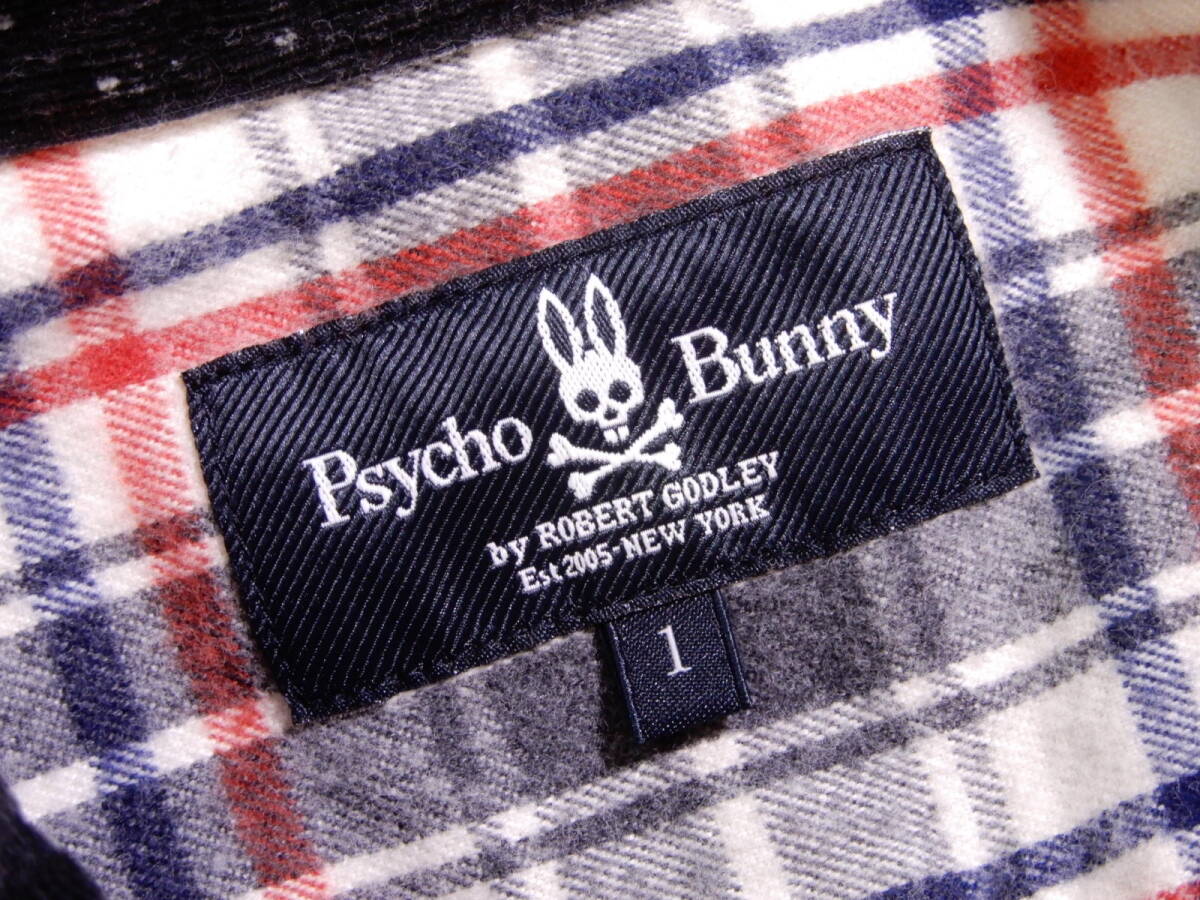 Psycho Bunny
by ROBERT GODLEY
Est 2005-NEW YORK
1